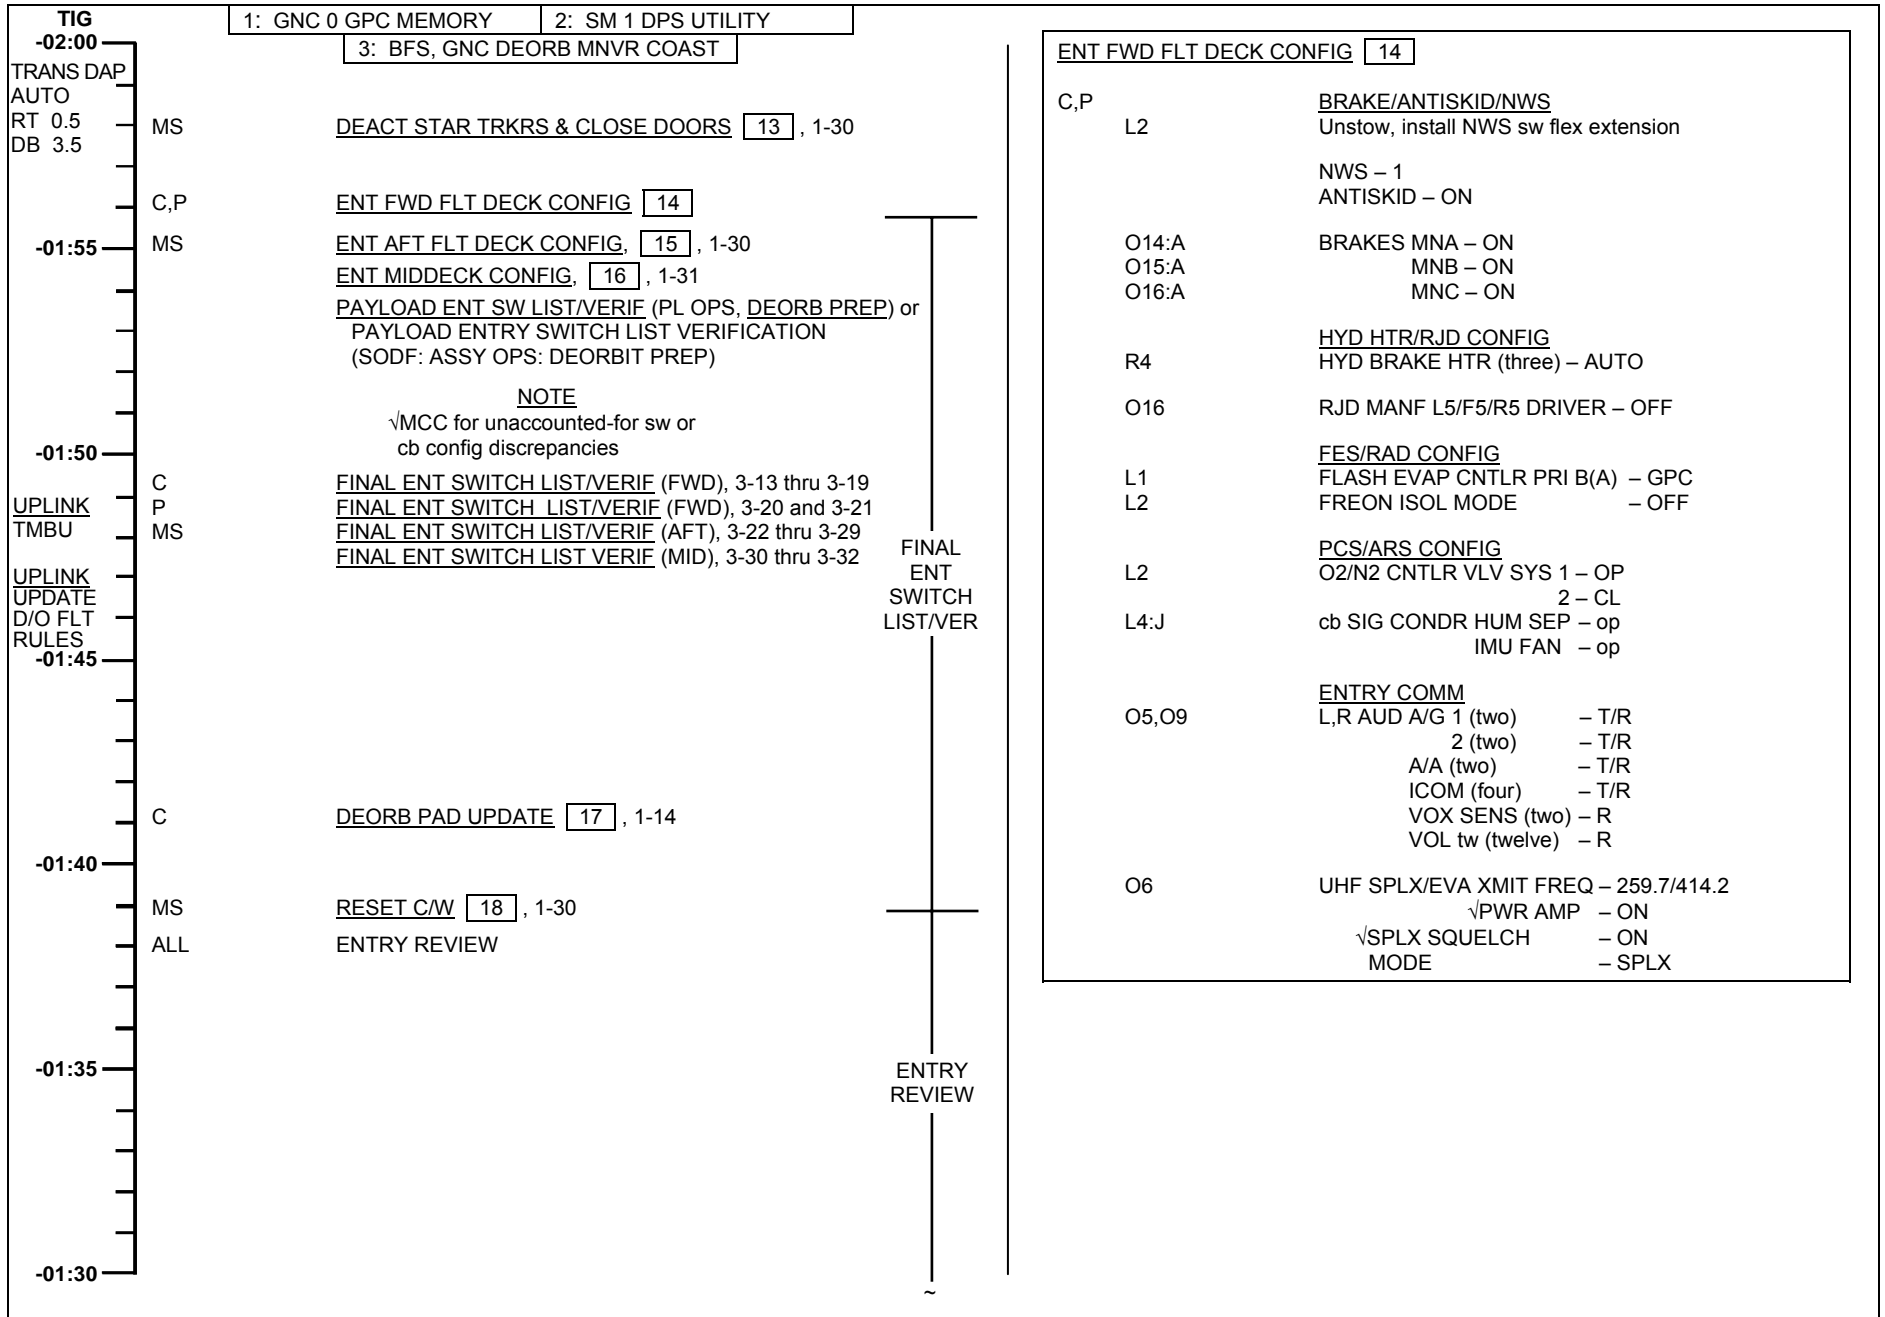 TIG
1: GNC 0 GPC MEMORY 2: SM 1 DPS UTILITY
3: BFS, GNC DEORB MNVR COAST
-02:00
TRANS DAP
AUTO
RT 0.5
DB 3.5
MS DEACT STAR TRKRS & CLOSE DOORS 13 , 1-30
C,P ENT FWD FLT DECK CONFIG 14
-01:55
MS ENT AFT FLT DECK CONFIG, 15 , 1-30
ENT MIDDECK CONFIG, 16 , 1-31
PAYLOAD ENT SW LIST/VERIF (PL OPS, DEORB PREP) or
PAYLOAD ENTRY SWITCH LIST VERIFICATION
(SODF: ASSY OPS: DEORBIT PREP)
NOTE
√MCC for unaccounted-for sw or
cb config discrepancies
-01:50
C FINAL ENT SWITCH LIST/VERIF (FWD), 3-13 thru 3-19
P FINAL ENT SWITCH LIST/VERIF (FWD), 3-20 and 3-21
MS FINAL ENT SWITCH LIST/VERIF (AFT), 3-22 thru 3-29
FINAL ENT SWITCH LIST VERIF (MID), 3-30 thru 3-32
UPLINK
TMBU
UPLINK
UPDATE
D/O FLT
RULES
-01:45
FINAL
ENT
SWITCH
LIST/VER
C DEORB PAD UPDATE 17 , 1-14
-01:40
MS RESET C/W 18 , 1-30
ALL ENTRY REVIEW
-01:35
ENTRY
REVIEW
-01:30
~
ENT FWD FLT DECK CONFIG 14
C,P BRAKE/ANTISKID/NWS
L2 Unstow, install NWS sw flex extension
NWS – 1
ANTISKID – ON
O14:A BRAKES MNA – ON
O15:A MNB – ON
O16:A MNC – ON
HYD HTR/RJD CONFIG
R4 HYD BRAKE HTR (three) – AUTO
O16 RJD MANF L5/F5/R5 DRIVER – OFF
FES/RAD CONFIG
L1 FLASH EVAP CNTLR PRI B(A) – GPC
L2 FREON ISOL MODE – OFF
PCS/ARS CONFIG
L2 O2/N2 CNTLR VLV SYS 1 – OP
2 – CL
L4:J cb SIG CONDR HUM SEP – op
IMU FAN – op
ENTRY COMM
O5,O9 L,R AUD A/G 1 (two) – T/R
2 (two) – T/R
A/A (two) – T/R
ICOM (four) – T/R
VOX SENS (two) – R
VOL tw (twelve) – R
O6 UHF SPLX/EVA XMIT FREQ – 259.7/414.2
√PWR AMP – ON
√SPLX SQUELCH – ON
MODE – SPLX